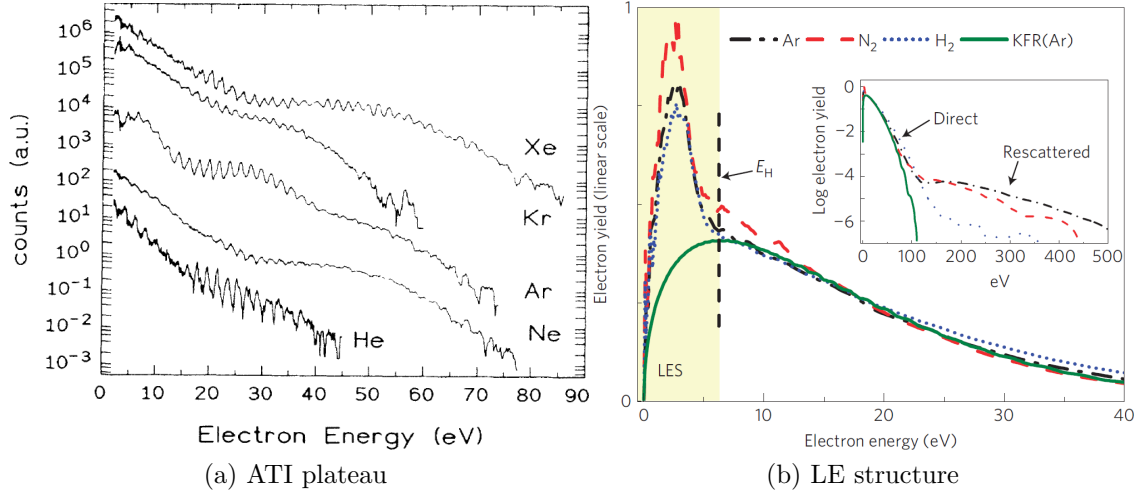 counts (a.u.)
10^6
10^5
10^4
10^3
10^2
10^1
10^0
10^-1
10^-2
10^-3
Xe
Kr
Ar
Ne
He
0 10 20 30 40 50 60 70 80 90
Electron Energy (eV)
(a) ATI plateau
Electron yield (linear scale)
1
0
Ar N₂ H₂ KFR(Ar)
E_H
LES
0 10 20 30 40
Electron energy (eV)
Log electron yield
0
−2
−4
−6
Direct
Rescattered
0 100 200 300 400 500
eV
(b) LE structure